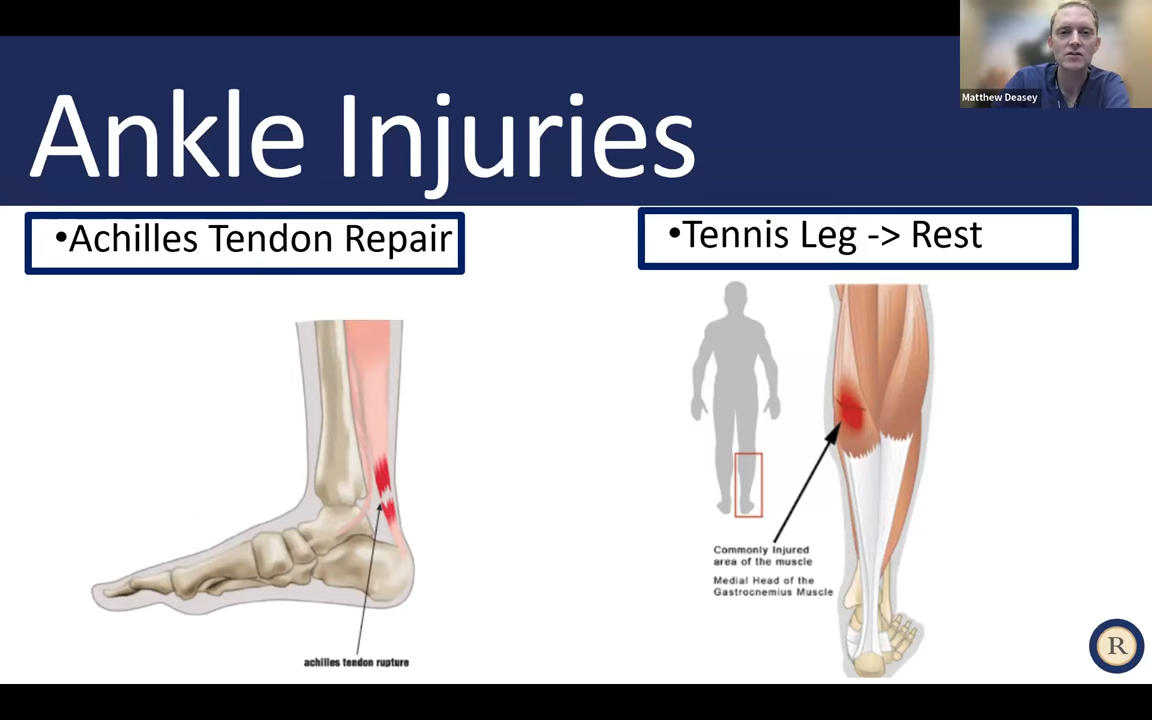 Matthew Deasey
Ankle Injuries
•Achilles Tendon Repair
•Tennis Leg -> Rest
Commonly Injured
area of the muscle
Medial Head of the
Gastrocnemius Muscle
achilles tendon rupture
R